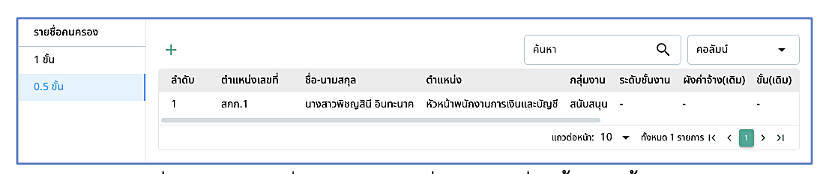 รายชื่อคนครอง
1 ขั้น
0.5 ขั้น
+
ค้นหา
คอลัมน์
ลำดับ ตำแหน่งเลขที่ ชื่อ-นามสกุล ตำแหน่ง กลุ่มงาน ระดับชั้นงาน ผังค่าจ้าง(เดิม) ขั้น(เดิม)
1 สกก.1 นางสาวพิชญสินี อินทะนาค หัวหน้าพนักงานการเงินและบัญชี สนับสนุน - - -
แถวต่อหน้า: 10 ทั้งหมด 1 รายการ |< < 1 > >|